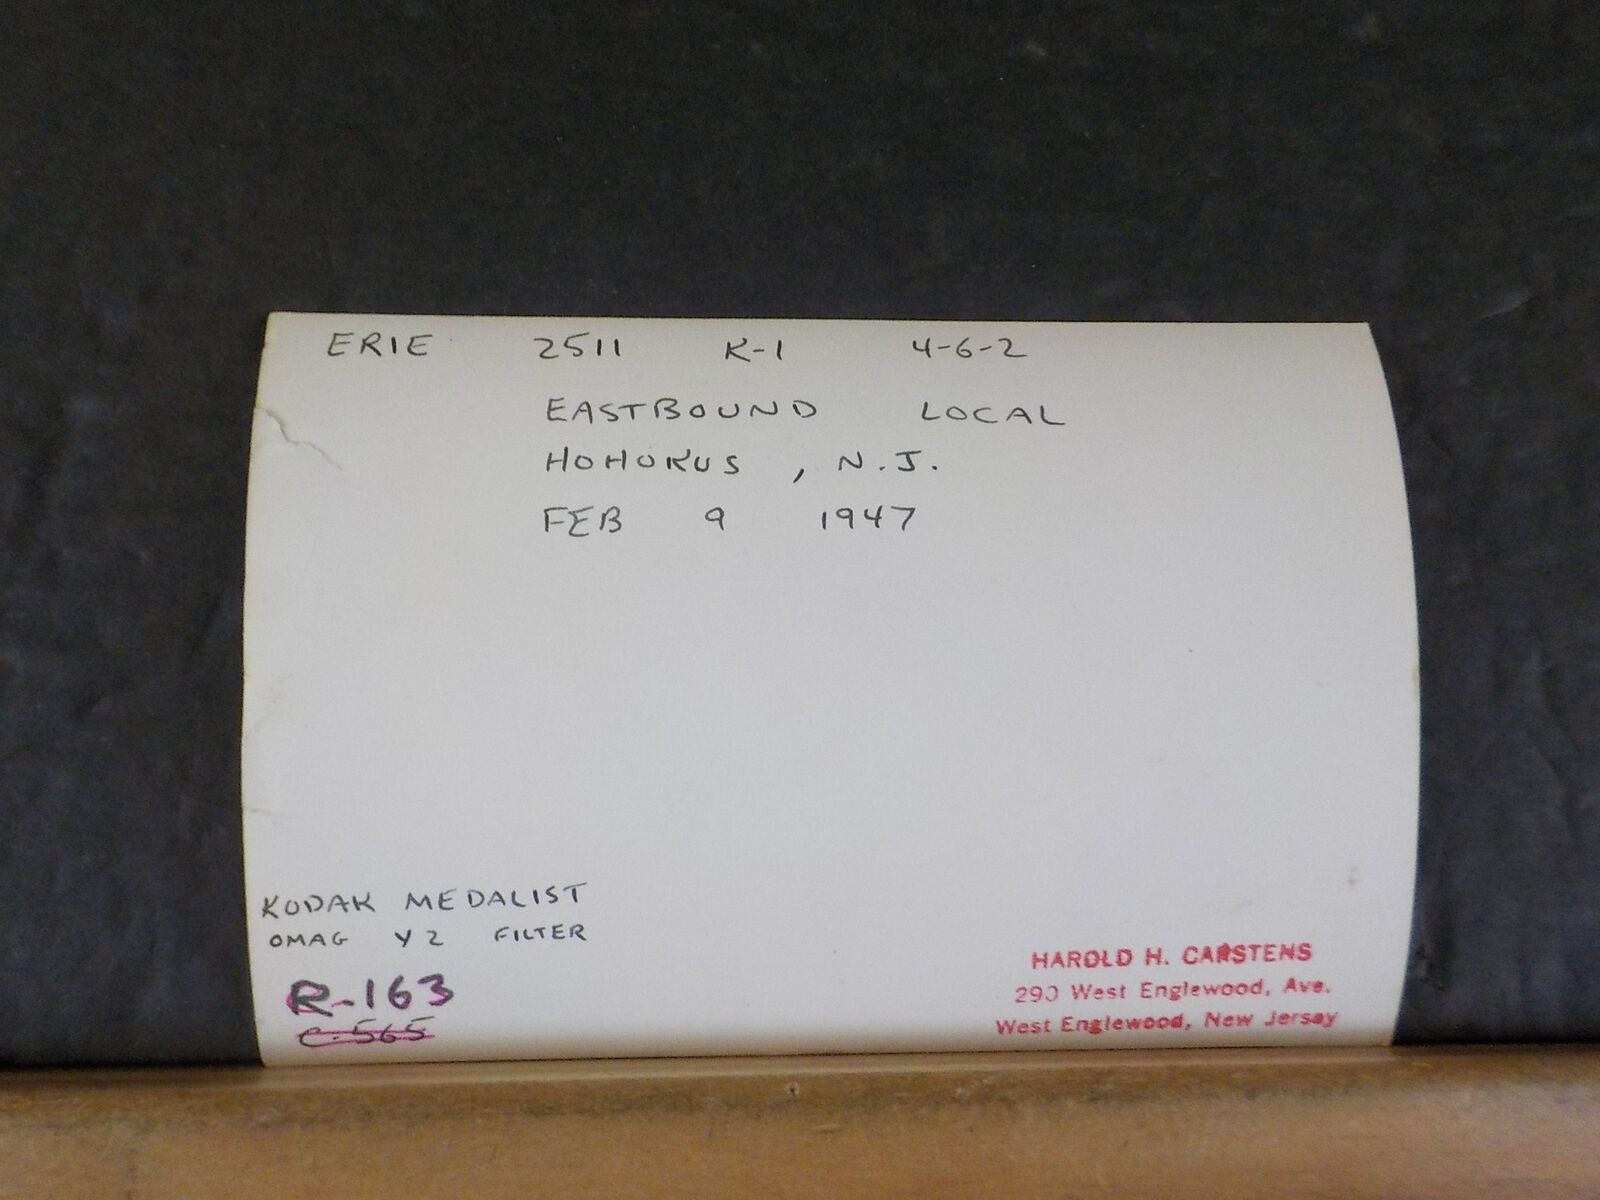 ERIE 2511 K-1 4-6-2
EASTBOUND LOCAL
HOHOKUS, N.J.
FEB 9 1947
KODAK MEDALIST
OMAG Y2 FILTER
R-163
C-565
HAROLD H. CARSTENS
290 West Englewood, Ave.
West Englewood, New Jersey